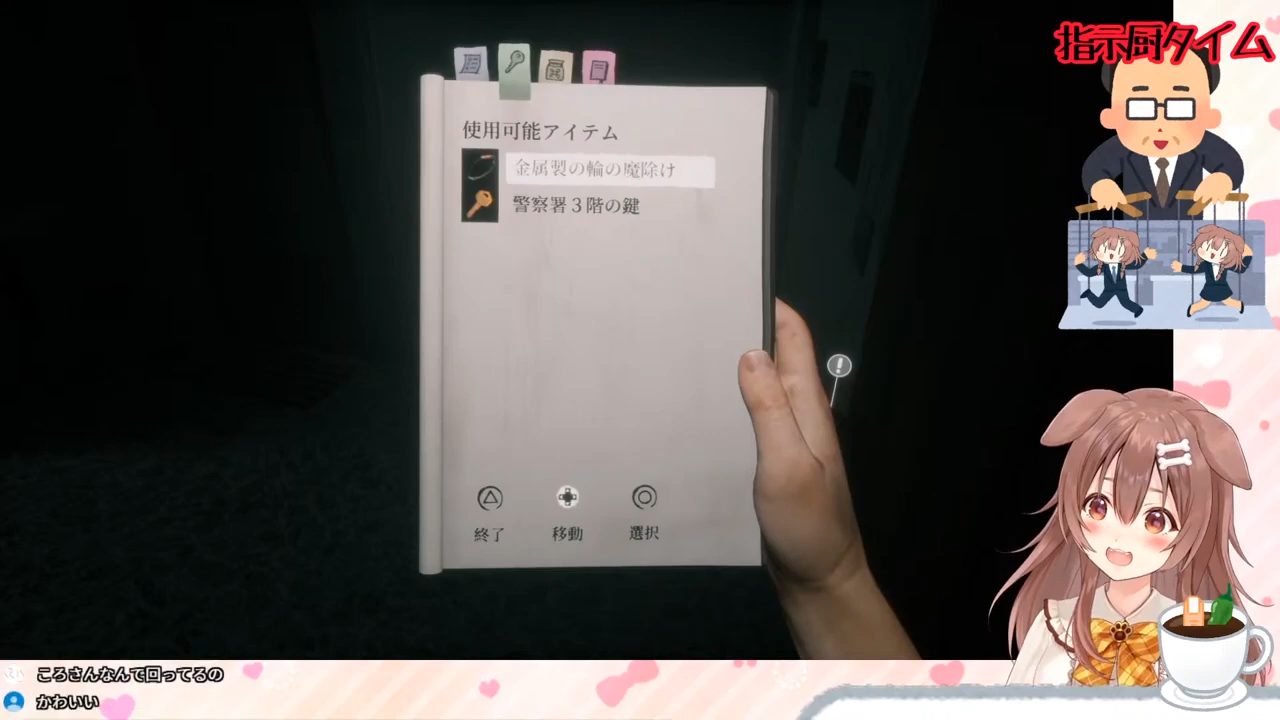 指示厨タイム
使用可能アイテム
金属製の輪の魔除け
警察署３階の鍵
終了
移動
選択
ころさんなんで回ってるの
かわいい